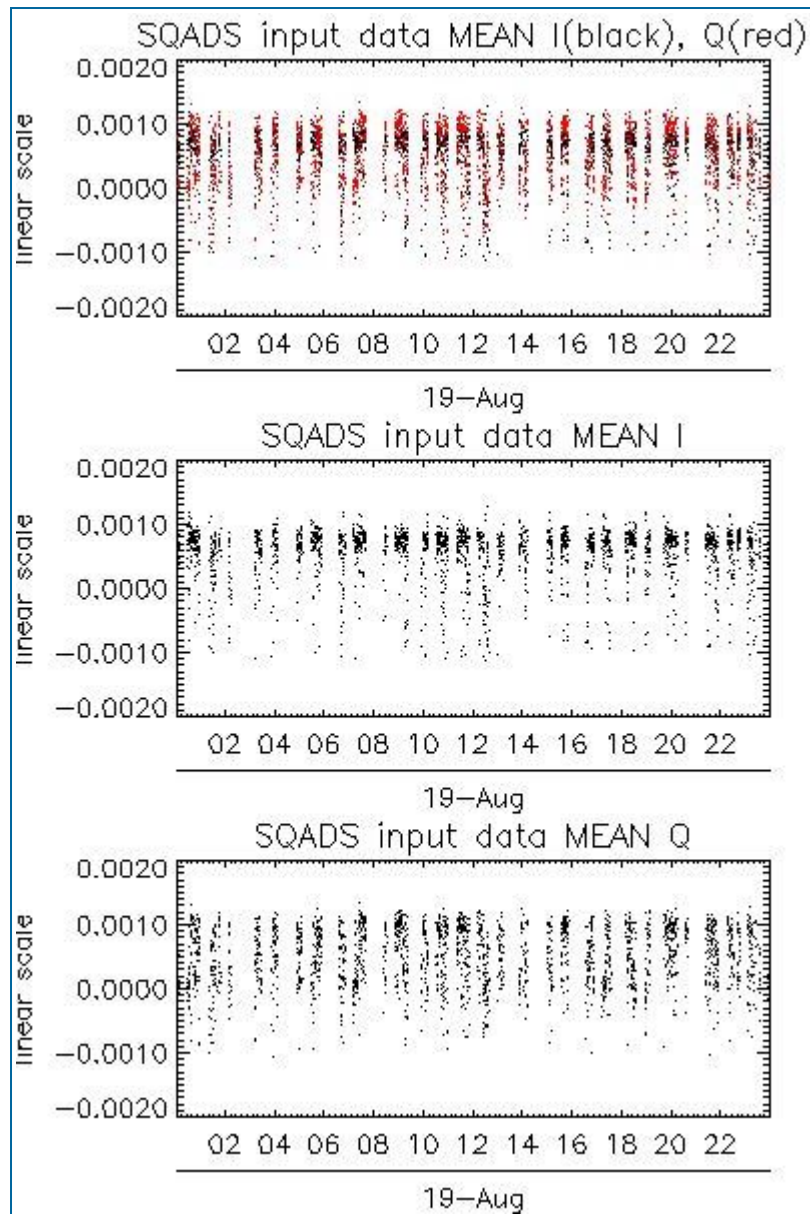 SQADS input data MEAN I(black), Q(red)
0.0020
0.0010
0.0000
−0.0010
−0.0020
linear scale
02 04 06 08 10 12 14 16 18 20 22
19−Aug
SQADS input data MEAN I
0.0020
0.0010
0.0000
−0.0010
−0.0020
linear scale
02 04 06 08 10 12 14 16 18 20 22
19−Aug
SQADS input data MEAN Q
0.0020
0.0010
0.0000
−0.0010
−0.0020
linear scale
02 04 06 08 10 12 14 16 18 20 22
19−Aug